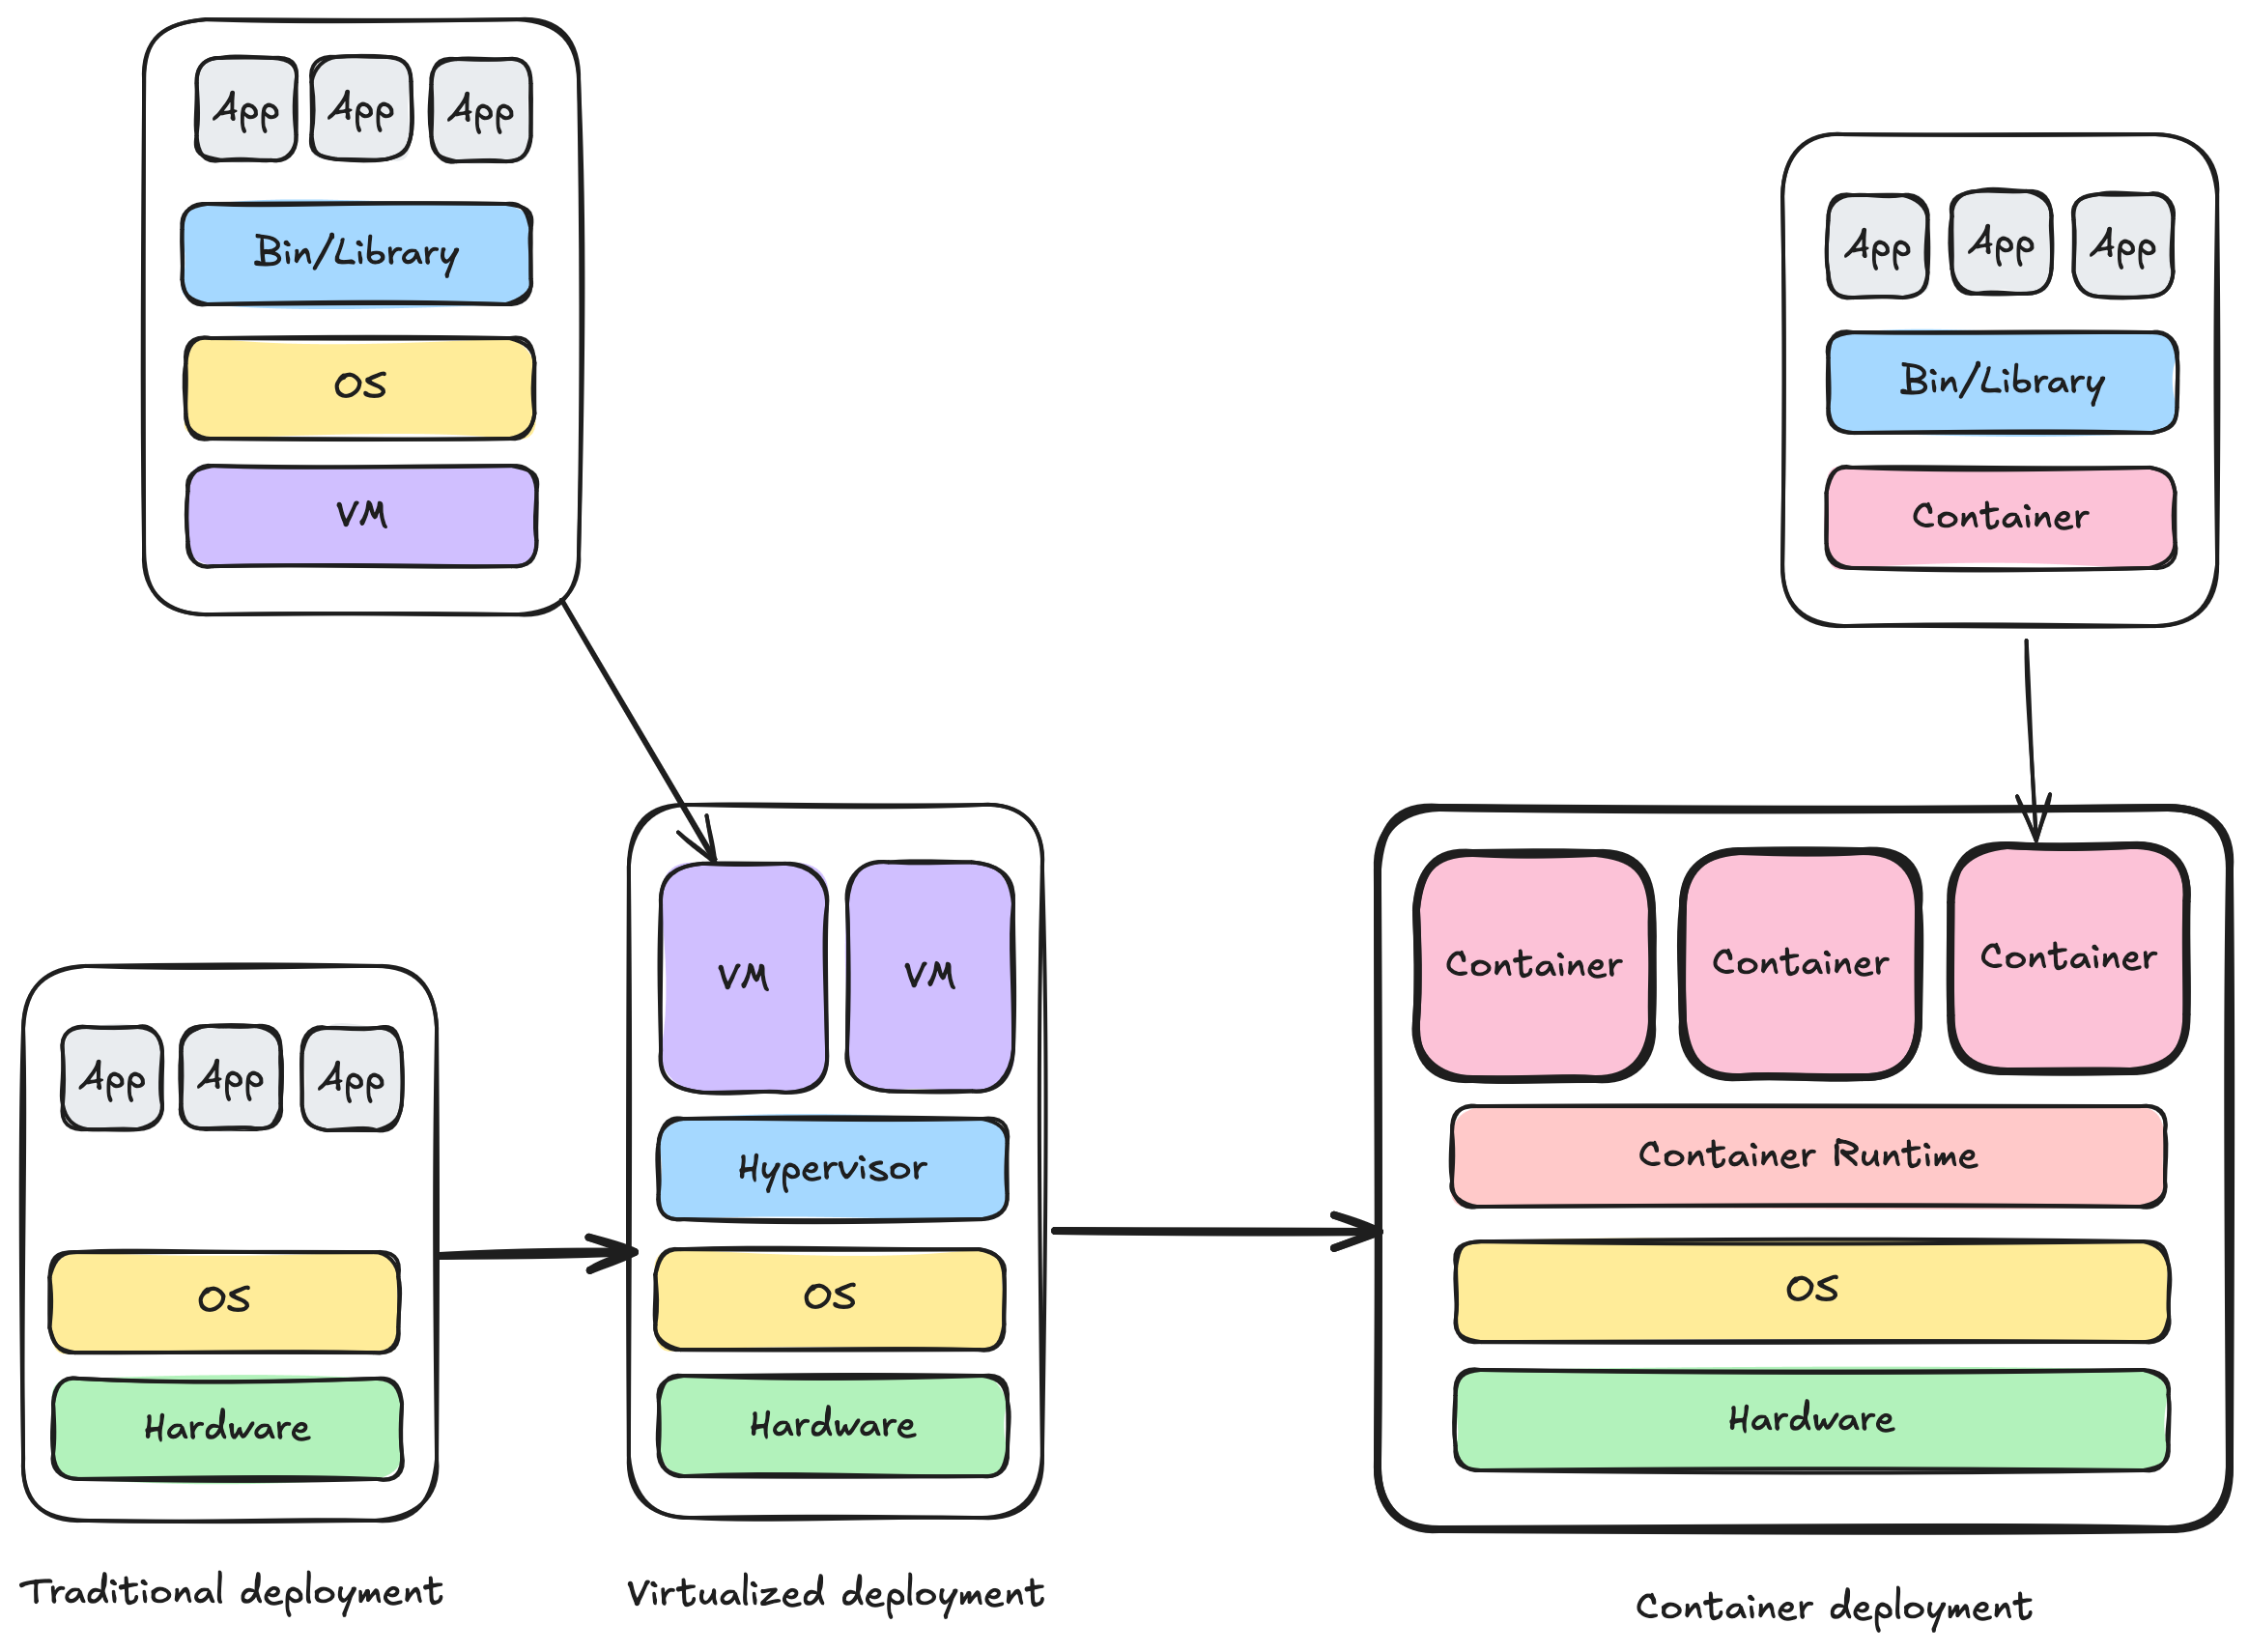 App App App
Bin/Library
OS
VM
App App App
Bin/Library
Container
App App App
OS
Hardware
VM VM
Hypervisor
OS
Hardware
Container Container Container
Container Runtime
OS
Hardware
Traditional deployment
Virtualized deployment
Container deployment